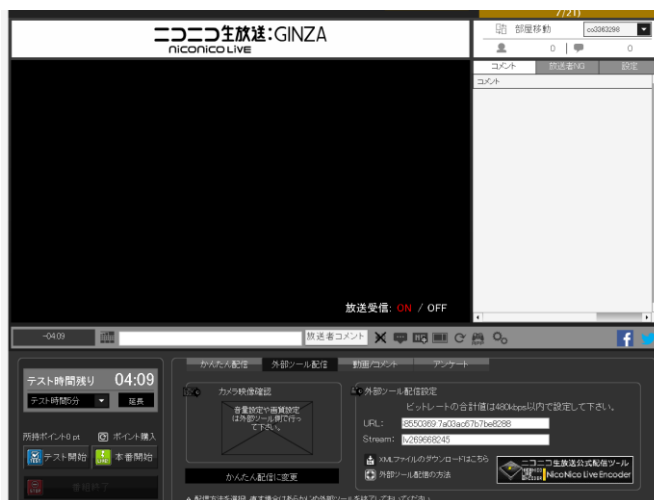 7/21)
ニコニコ生放送:GINZA
niconico LIVE
部屋移動 co3363298
0 0
コメント 放送者NG 設定
コメント
放送受信: ON / OFF
-04:09
放送者コメント
かんたん配信 外部ツール配信 動画/コメント アンケート
テスト時間残り 04:09
テスト時間5分 延長
所持ポイント0 pt ポイント購入
テスト開始 本番開始
番組終了
カメラ映像確認
音量設定や画質設定
は外部ツール側で行っ
て下さい。
かんたん配信に変更
外部ツール配信設定
ビットレートの合計値は480kbps以内で設定して下さい。
URL: 8550369:7a03ac67b7be8288
Stream: lv269668245
XMLファイルのダウンロードはこちら
外部ツール配信の方法
ニコニコ生放送公式配信ツール
NicoNico Live Encoder